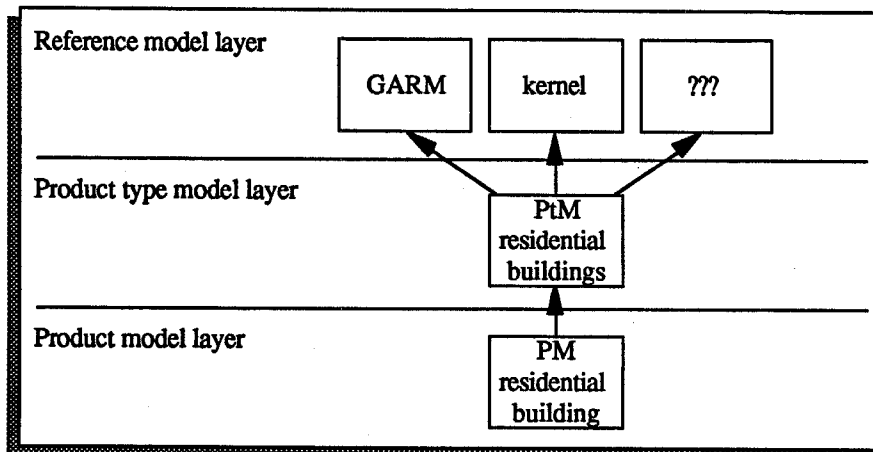 Reference model layer
GARM
kernel
???
Product type model layer
PtM
residential
buildings
Product model layer
PM
residential
building